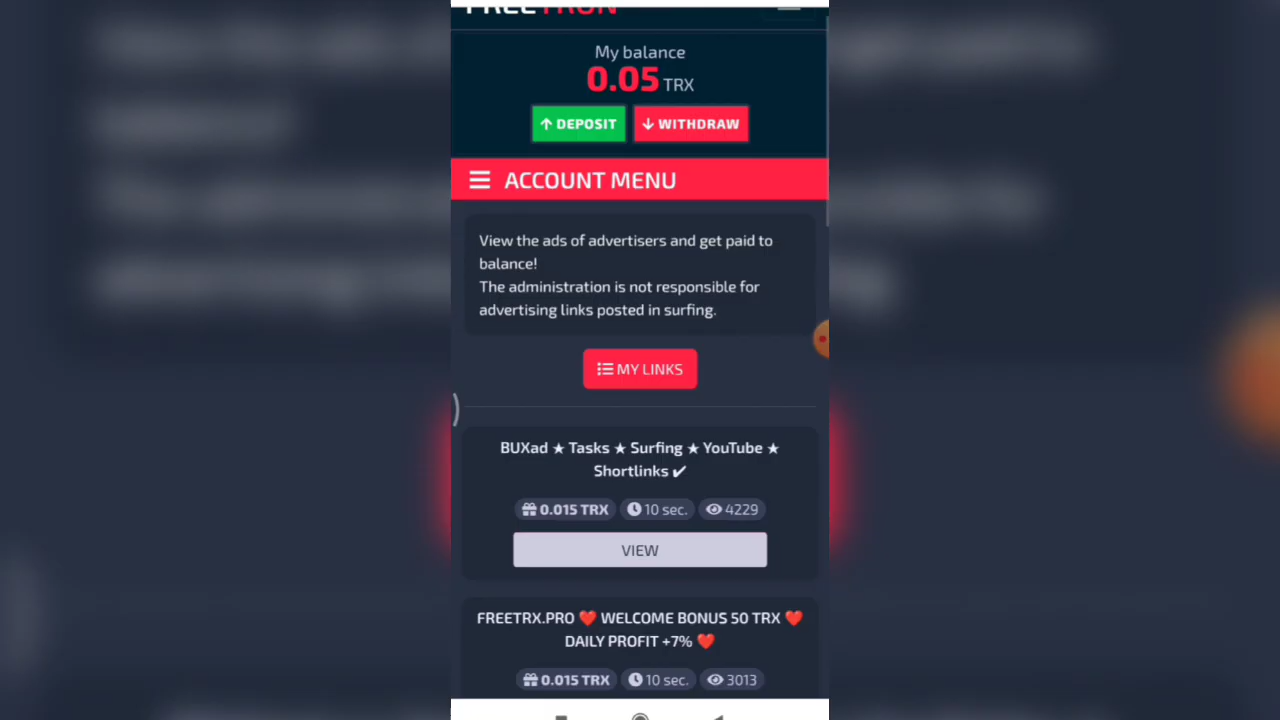 FREETRON
My balance
0.05 TRX
DEPOSIT WITHDRAW
ACCOUNT MENU
View the ads of advertisers and get paid to
balance!
The administration is not responsible for
advertising links posted in surfing.
MY LINKS
BUXad ★ Tasks ★ Surfing ★ YouTube ★
Shortlinks ✔
0.015 TRX 10 sec. 4229
VIEW
FREETRX.PRO ❤️ WELCOME BONUS 50 TRX ❤️
DAILY PROFIT +7% ❤️
0.015 TRX 10 sec. 3013